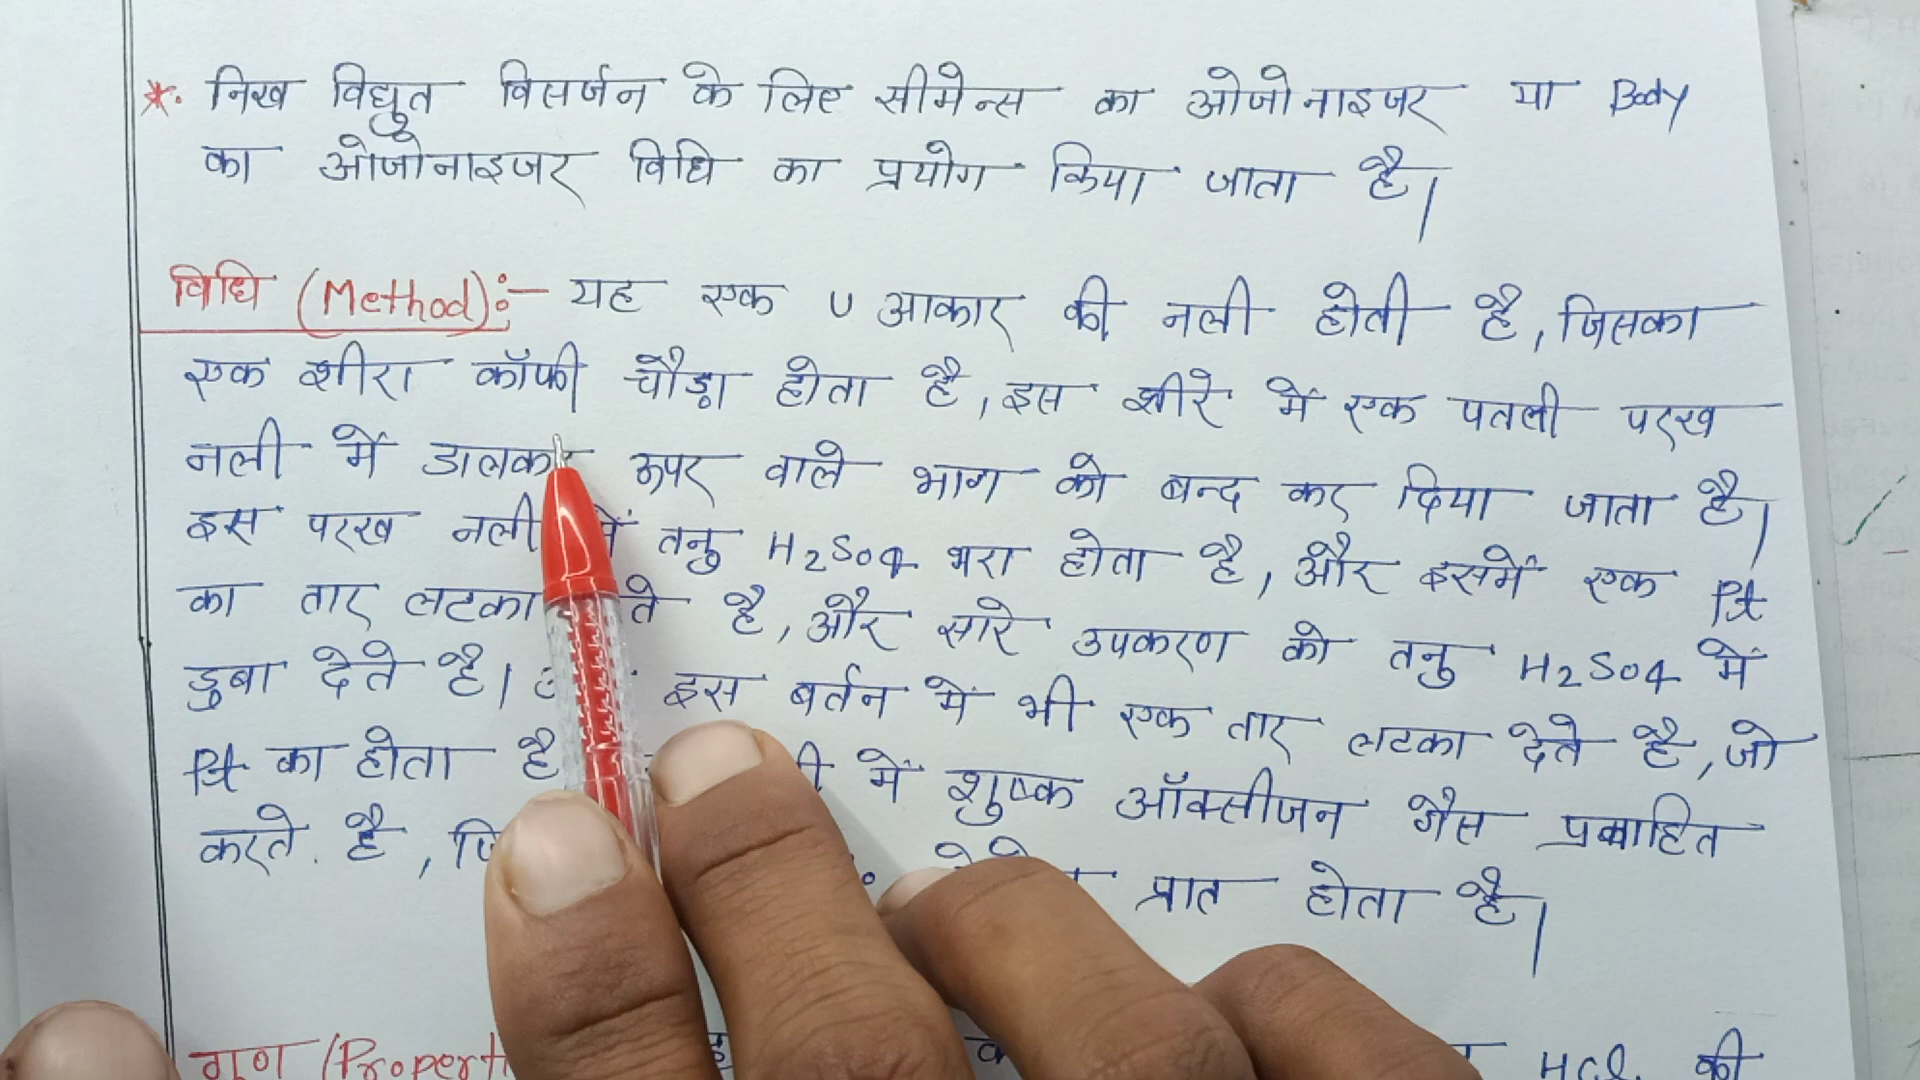 * निरव विद्युत विसर्जन के लिए सीमेन्स का ओजोनाइजर या Body
का ओजोनाइजर विधि का प्रयोग किया जाता है।
विधि (Method):- यह एक U आकार की नली होती है, जिसका
एक शीरा कॉफी चौड़ा होता है, इस शीरे में एक पतली परख
नली में डालकर ऊपर वाले भाग को बन्द कर दिया जाता है।
इस परख नली में तनु H2SO4 भरा होता है, और इसमें एक Pt
का तार लटका है, और सारे उपकरण को तनु H2SO4 में
डुबा देते है। इस बर्तन में भी एक तार लटका देते है, जो
Pt का होता है में शुष्क ऑक्सीजन गैस प्रवाहित
करते है, प्रात होता है।
गुण (Propert HCl की